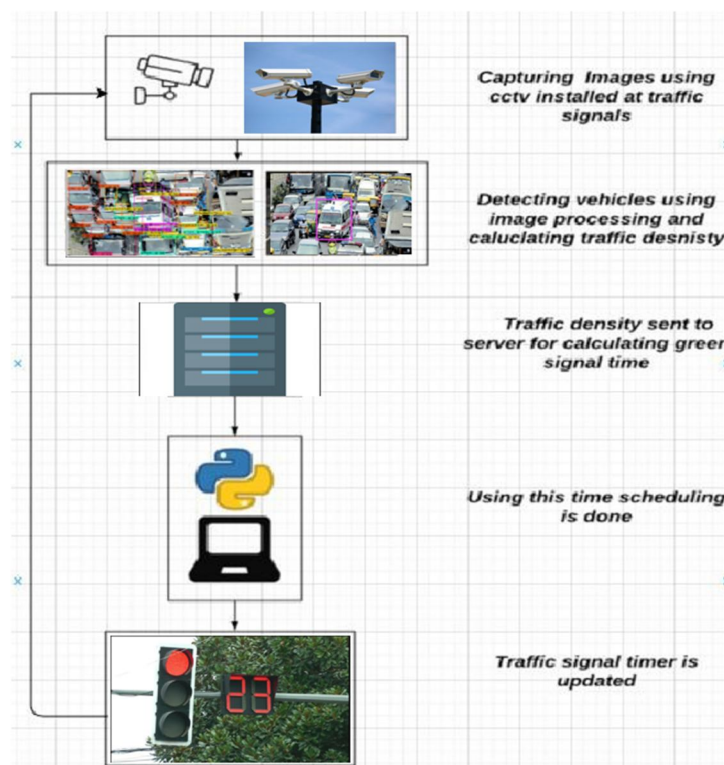 Capturing Images using
cctv installed at traffic
signals
Detecting vehicles using
image processing and
caluclating traffic desnisty
Traffic density sent to
server for calculating green
signal time
Using this time scheduling
is done
23
Traffic signal timer is
updated